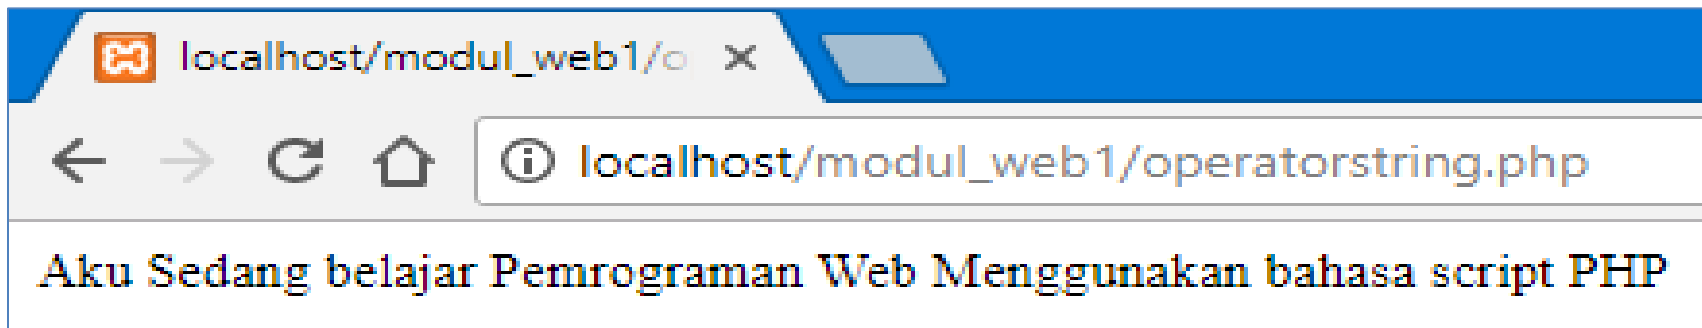 localhost/modul_web1/o
localhost/modul_web1/operatorstring.php
Aku Sedang belajar Pemrograman Web Menggunakan bahasa script PHP